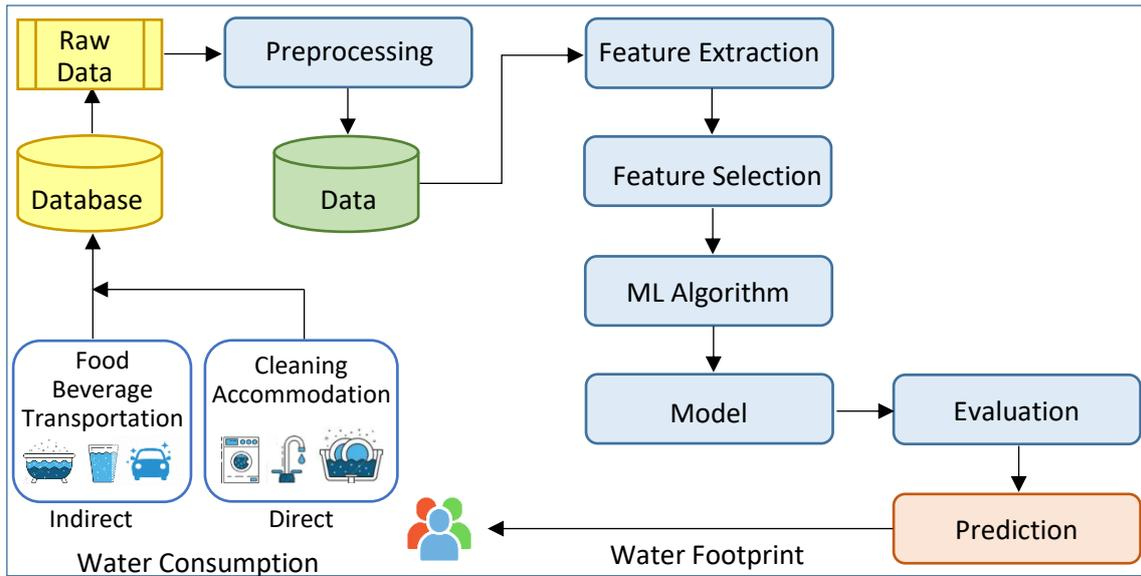 Raw
Data
Preprocessing
Feature Extraction
Database
Data
Feature Selection
ML Algorithm
Food
Beverage
Transportation
Cleaning
Accommodation
Model
Evaluation
Indirect
Direct
Prediction
Water Consumption
Water Footprint